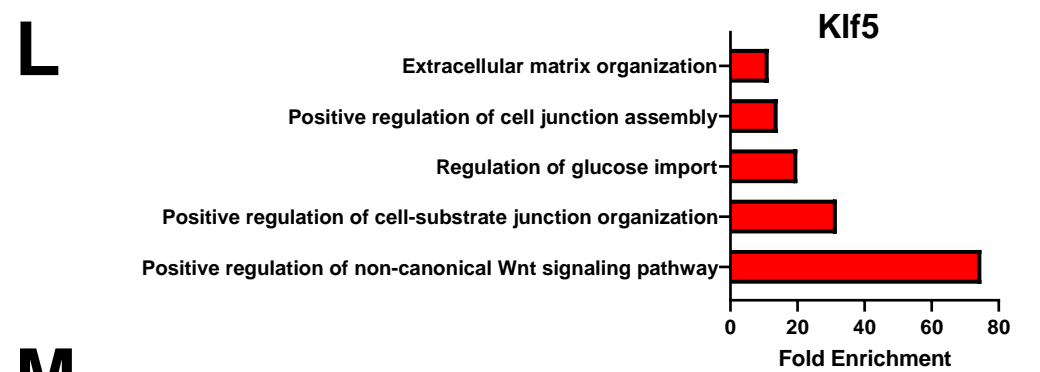 L
Klf5
Extracellular matrix organization
Positive regulation of cell junction assembly
Regulation of glucose import
Positive regulation of cell-substrate junction organization
Positive regulation of non-canonical Wnt signaling pathway
0 20 40 60 80
Fold Enrichment
M